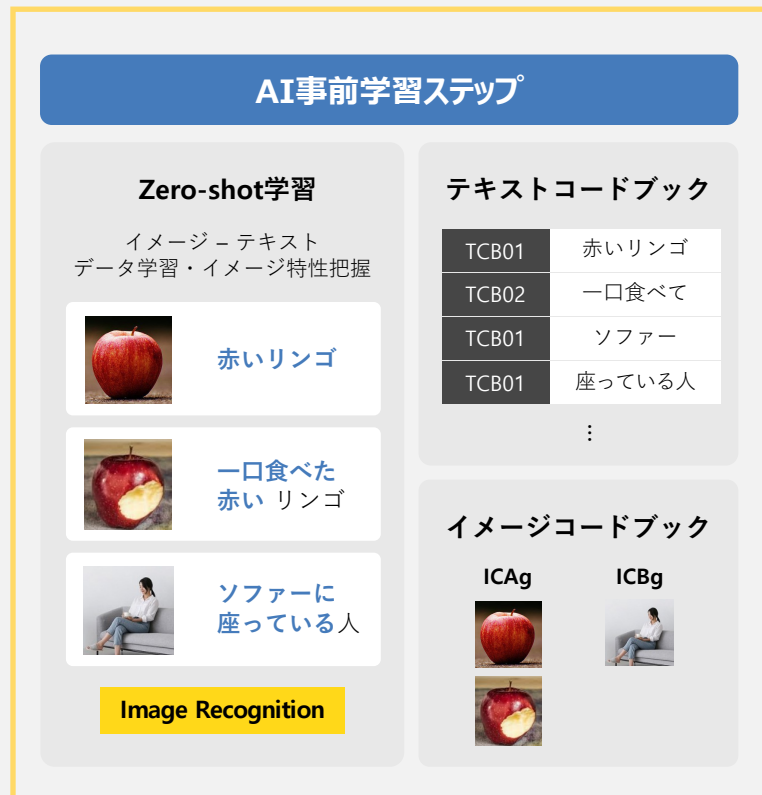 AI事前学習ステップ
Zero-shot学習
イメージ – テキスト
データ学習・イメージ特性把握
赤いリンゴ
一口食べた
赤い リンゴ
ソファーに
座っている人
Image Recognition
テキストコードブック
TCB01 赤いリンゴ
TCB02 一口食べて
TCB01 ソファー
TCB01 座っている人
⋮
イメージコードブック
ICAg ICBg